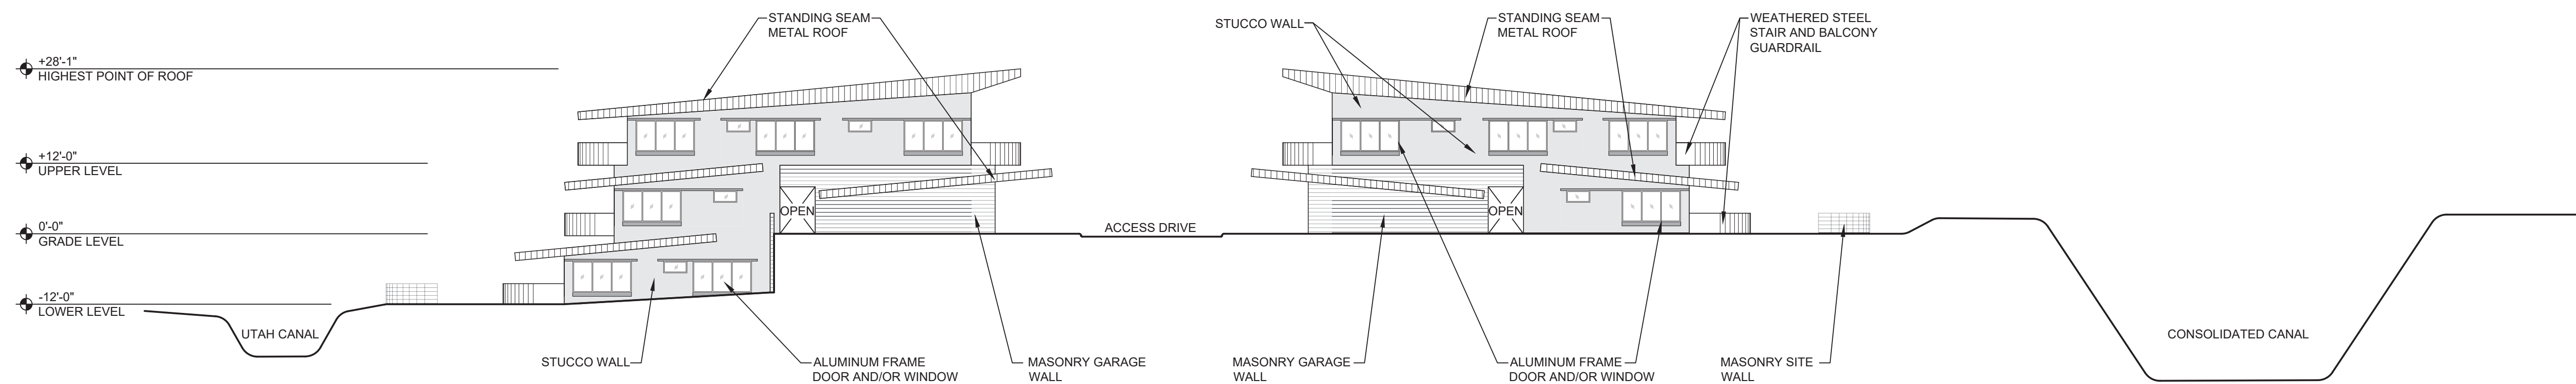 STANDING SEAM
METAL ROOF
STUCCO WALL
STANDING SEAM
METAL ROOF
WEATHERED STEEL
STAIR AND BALCONY
GUARDRAIL
+28'-1"
HIGHEST POINT OF ROOF
+12'-0"
UPPER LEVEL
OPEN
OPEN
0'-0"
GRADE LEVEL
ACCESS DRIVE
-12'-0"
LOWER LEVEL
UTAH CANAL
CONSOLIDATED CANAL
STUCCO WALL
ALUMINUM FRAME
DOOR AND/OR WINDOW
MASONRY GARAGE
WALL
MASONRY GARAGE
WALL
ALUMINUM FRAME
DOOR AND/OR WINDOW
MASONRY SITE
WALL